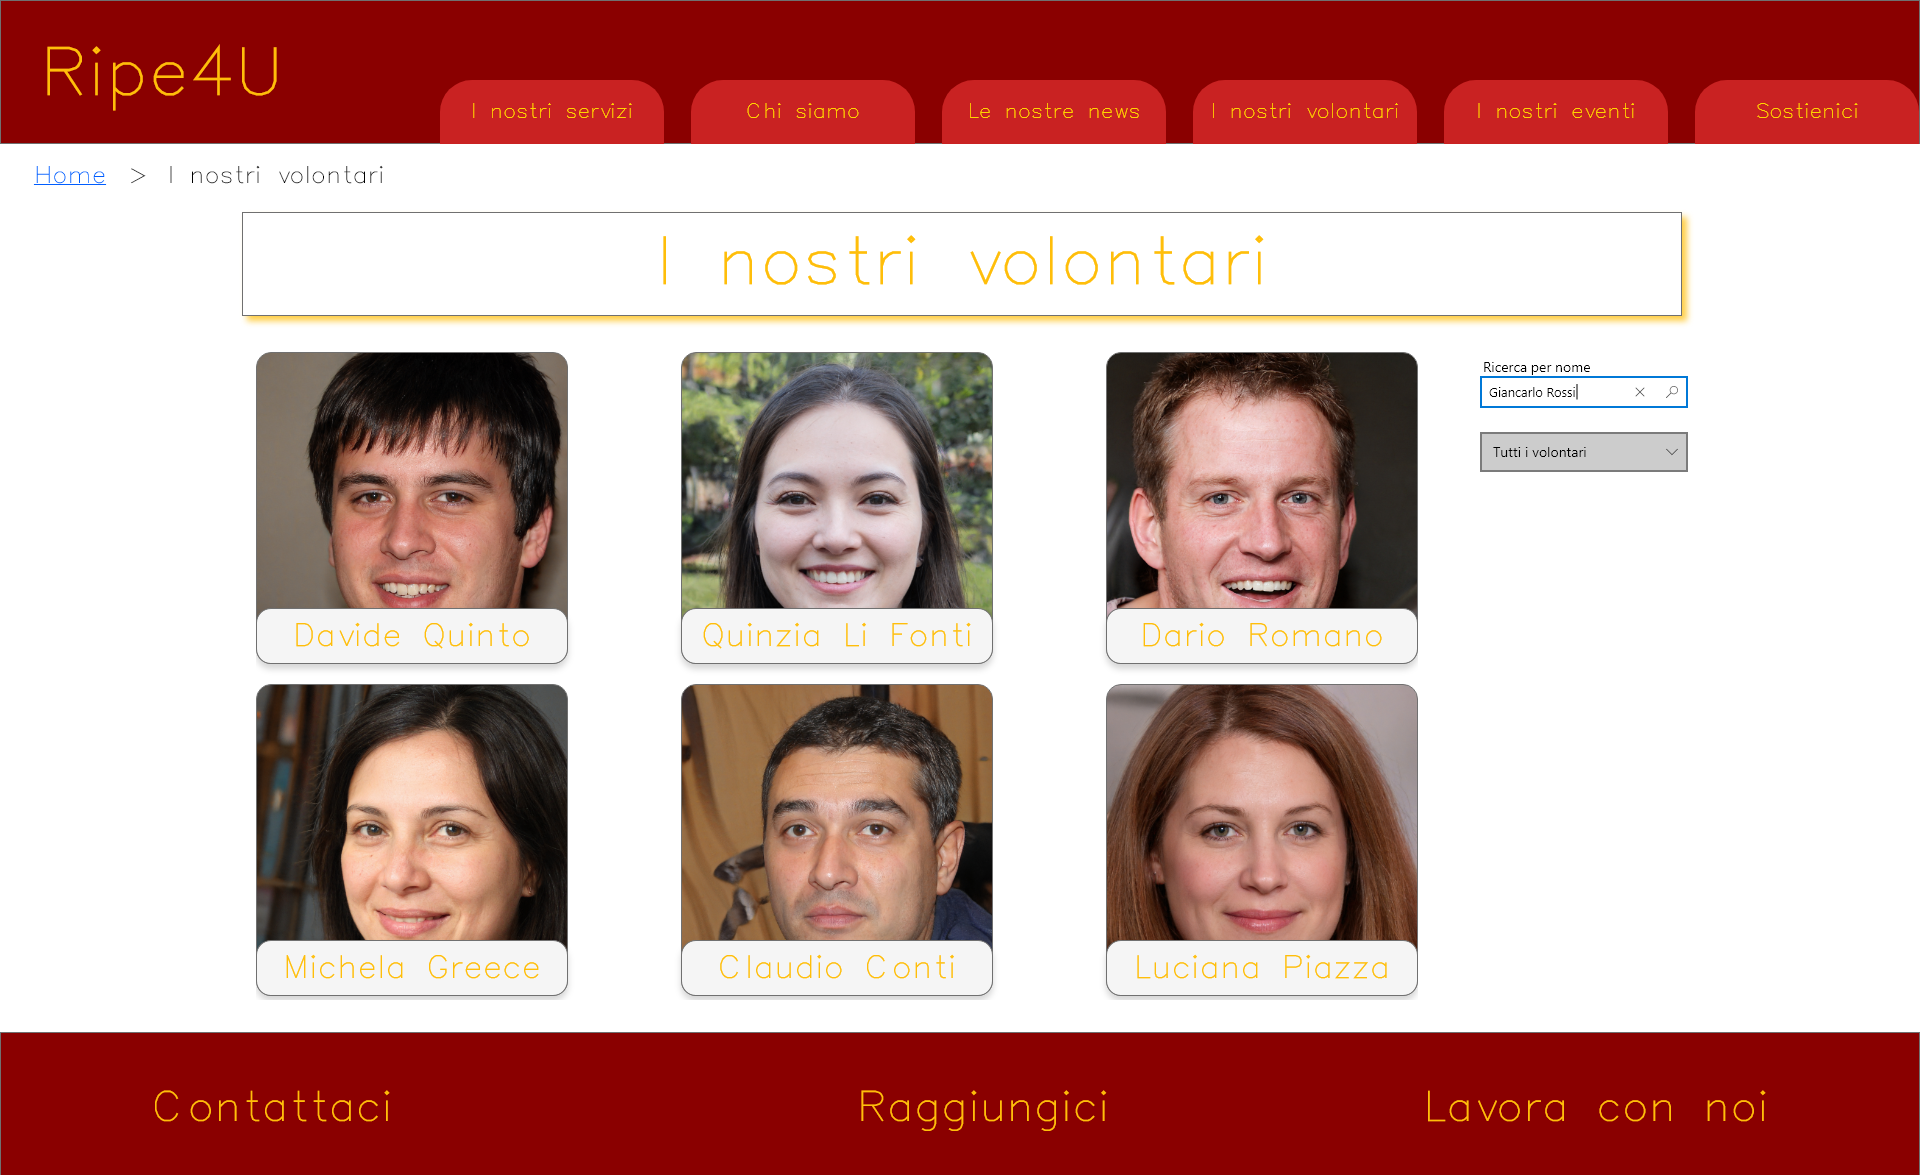 Ripe4U
I nostri servizi
Chi siamo
Le nostre news
I nostri volontari
I nostri eventi
Sostienici
Home > I nostri volontari
I nostri volontari
Ricerca per nome
Giancarlo Rossi
Tutti i volontari
Davide Quinto
Quinzia Li Fonti
Dario Romano
Michela Greece
Claudio Conti
Luciana Piazza
Contattaci
Raggiungici
Lavora con noi